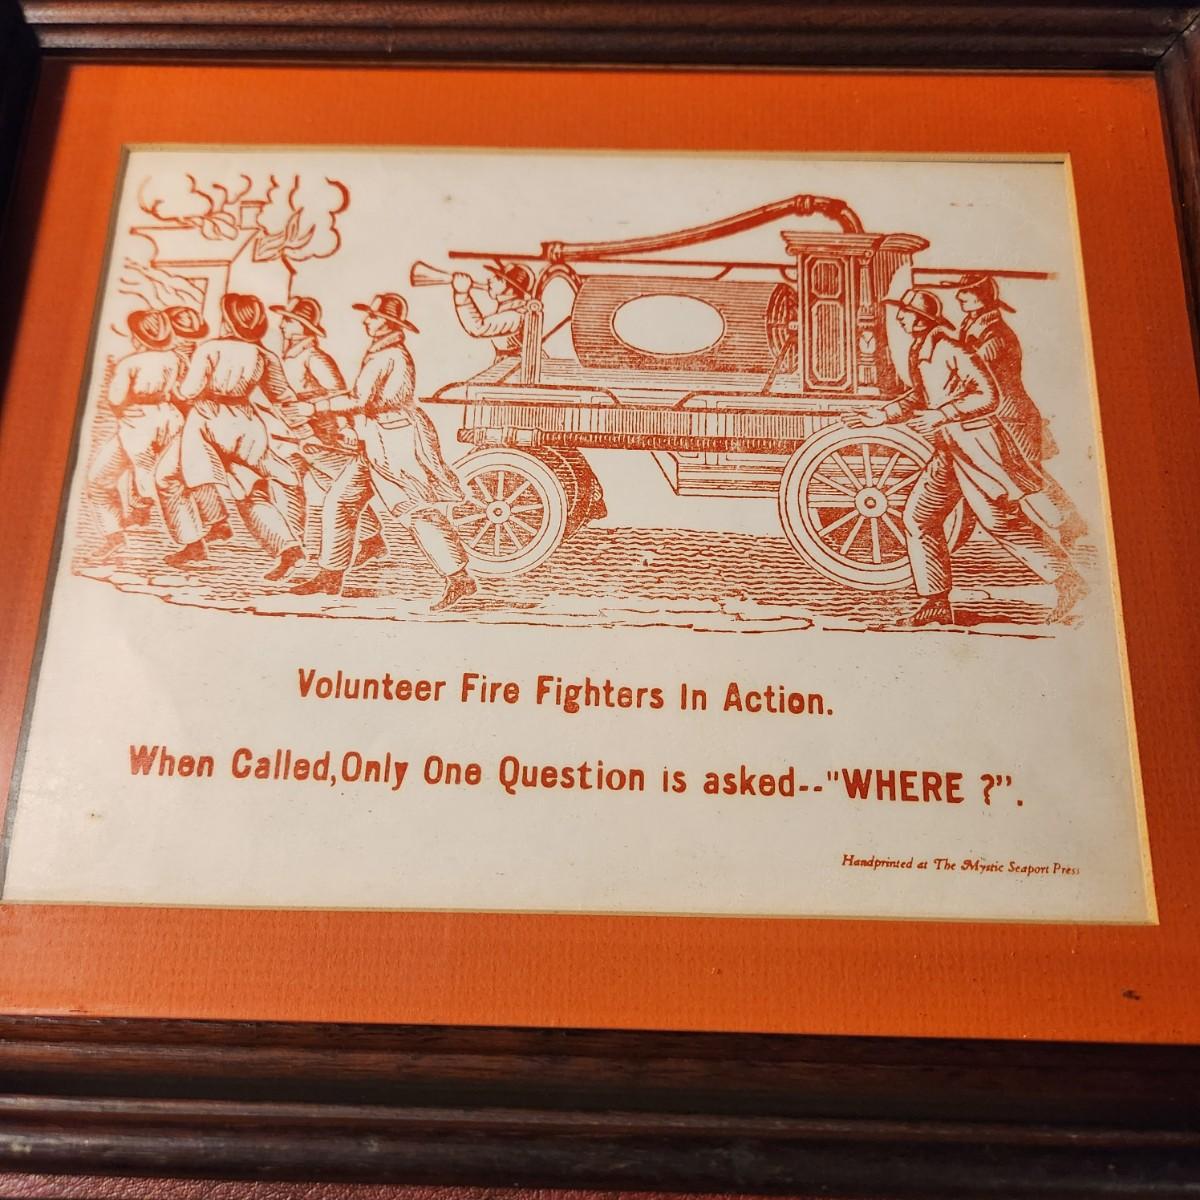 Volunteer Fire Fighters In Action.
When Called,Only One Question is asked--"WHERE ?".
Handprinted at The Mystic Seaport Press